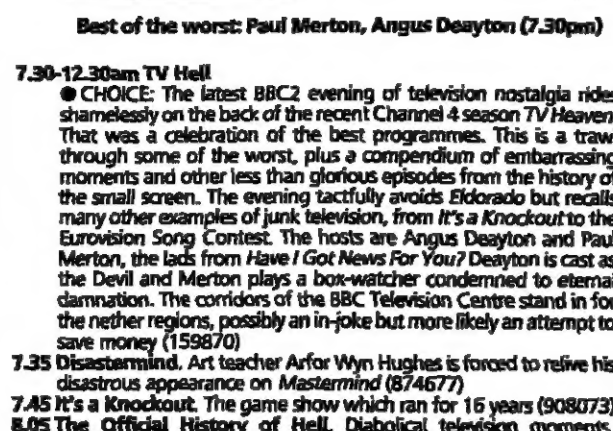 Best of the worst: Paul Merton, Angus Deayton (7.30pm)
7.30-12.30am TV Hell
● CHOICE: The latest BBC2 evening of television nostalgia rides
shamelessly on the back of the recent Channel 4 season TV Heaven.
That was a celebration of the best programmes. This is a trawl
through some of the worst, plus a compendium of embarrassing
moments and other less than glorious episodes from the history of
the small screen. The evening tactfully avoids Eldorado but recalls
many other examples of junk television, from It's a Knockout to the
Eurovision Song Contest. The hosts are Angus Deayton and Paul
Merton, the lads from Have I Got News For You? Deayton is cast as
the Devil and Merton plays a box-watcher condemned to eternal
damnation. The corridors of the BBC Television Centre stand in for
the nether regions, possibly an in-joke but more likely an attempt to
save money (159870)
7.35 Disastermind. Art teacher Arfor Wyn Hughes is forced to relive his
disastrous appearance on Mastermind (874677)
7.45 It's a Knockout. The game show which ran for 16 years (908073)
8.05 The Official History of Hell. Diabolical television moments,